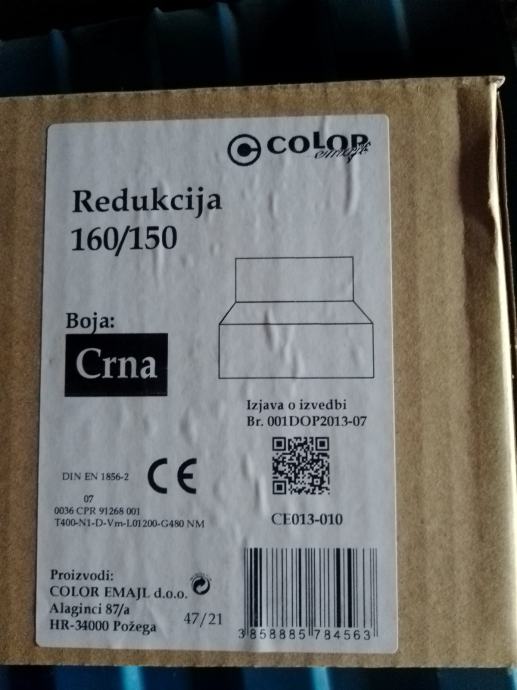 COLOR
emajl
Redukcija
160/150
Boja:
Crna
Izjava o izvedbi
Br. 001DOP2013-07
DIN EN 1856-2
CE
07
0036 CPR 91268 001
T400-N1-D-Vm-L01200-G480 NM
CE013-010
Proizvodi:
COLOR EMAJL d.o.o.
Alaginci 87/a
HR-34000 Požega
47/21
3858885784563